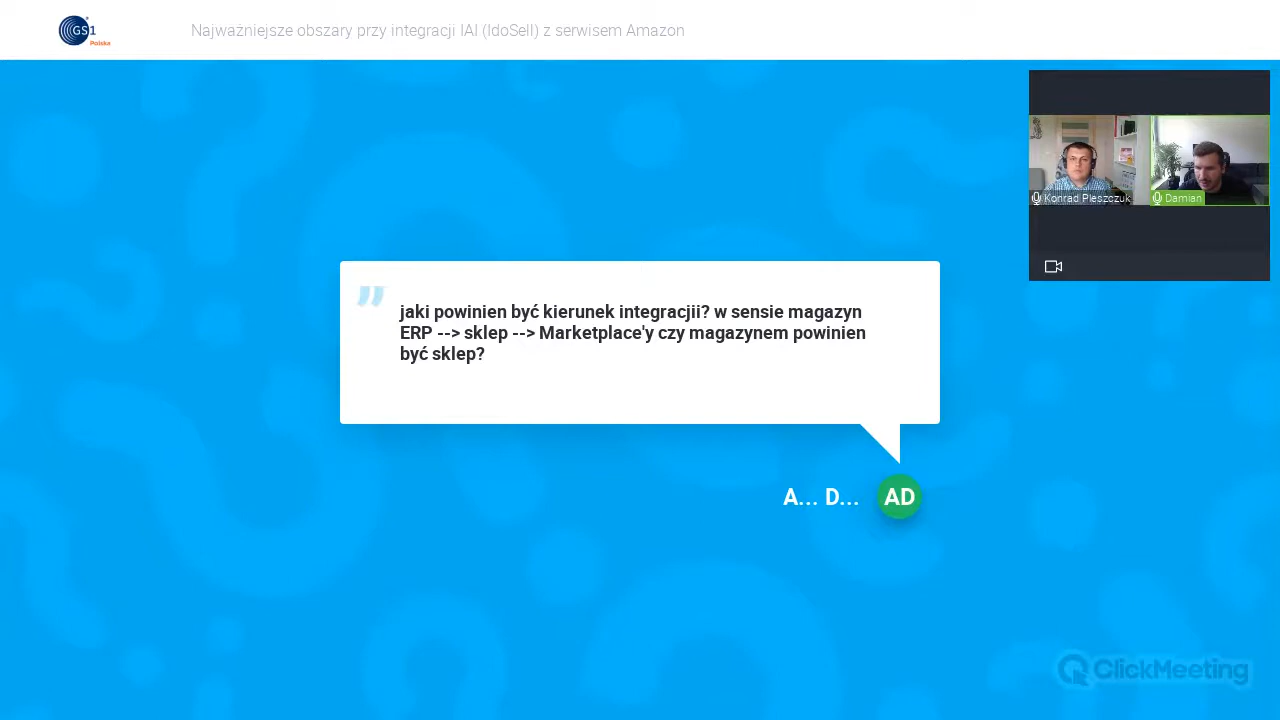 GS1
Polska
Najważniejsze obszary przy integracji IAI (IdoSell) z serwisem Amazon
Konrad Pleszczuk
Damian
jaki powinien być kierunek integracjii? w sensie magazyn
ERP --> sklep --> Marketplace'y czy magazynem powinien
być sklep?
A... D...
AD
ClickMeeting